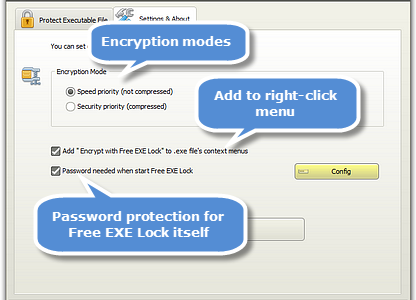 Protect Executable File
Settings & About
You can set
Encryption modes
Encryption Mode
Speed priority (not compressed)
Security priority (compressed)
Add to right-click
menu
Add " Encrypt with Free EXE Lock" to .exe file's context menus
Password needed when start Free EXE Lock
Config
Password protection for
Free EXE Lock itself